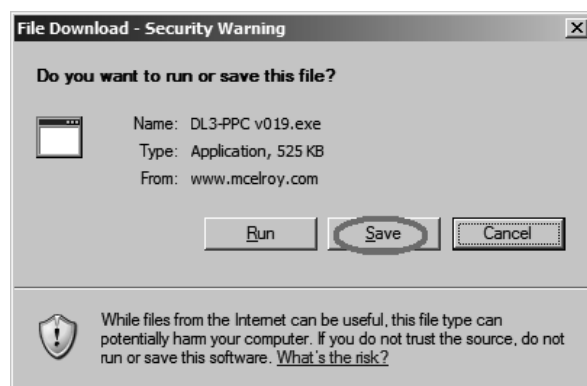 File Download - Security Warning
Do you want to run or save this file?
Name: DL3-PPC v019.exe
Type: Application, 525 KB
From: www.mcelroy.com
Run Save Cancel
While files from the Internet can be useful, this file type can
potentially harm your computer. If you do not trust the source, do not
run or save this software. What's the risk?